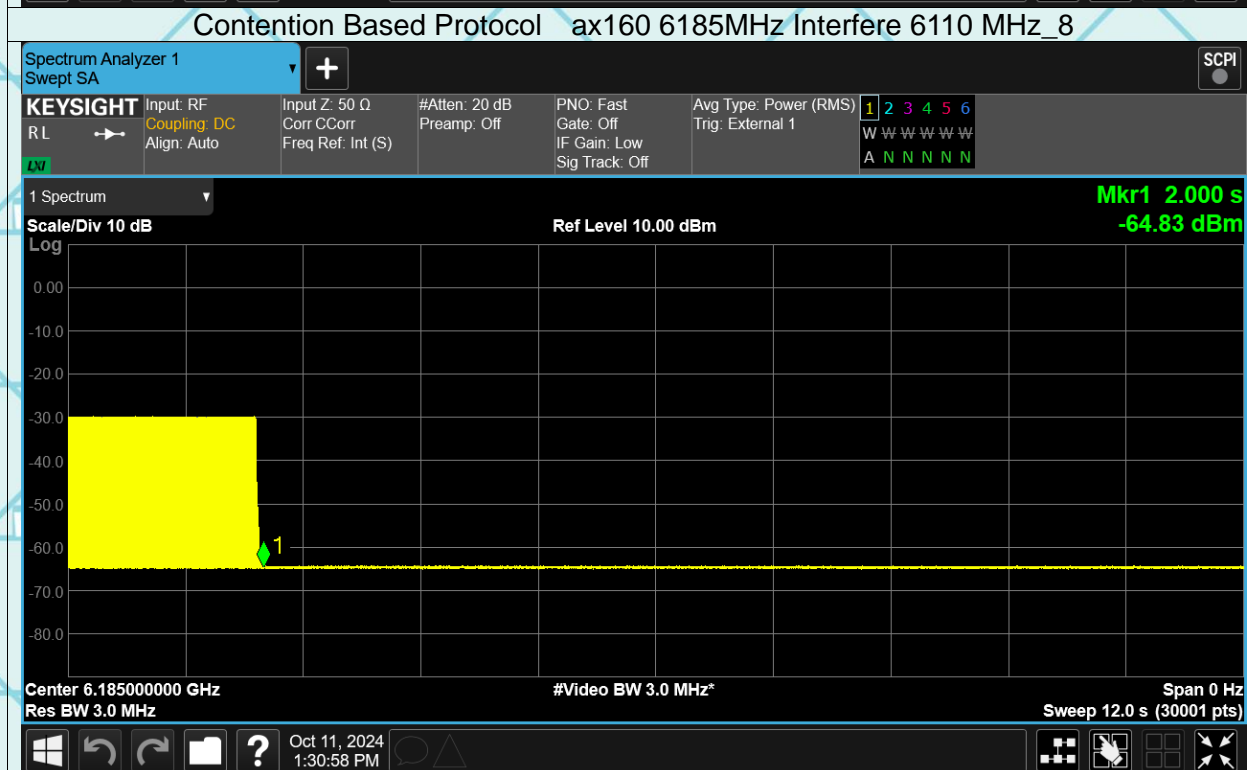 Contention Based Protocol ax160 6185MHz Interfere 6110 MHz_8
Spectrum Analyzer 1
Swept SA
SCPI
KEYSIGHT
R L
LXI
Input: RF
Coupling: DC
Align: Auto
Input Z: 50 Ω
Corr CCorr
Freq Ref: Int (S)
#Atten: 20 dB
Preamp: Off
PNO: Fast
Gate: Off
IF Gain: Low
Sig Track: Off
Avg Type: Power (RMS)
Trig: External 1
1 2 3 4 5 6
W W W W W W
A N N N N N
1 Spectrum
Mkr1 2.000 s
-64.83 dBm
Scale/Div 10 dB
Ref Level 10.00 dBm
Log
0.00
-10.0
-20.0
-30.0
-40.0
-50.0
-60.0
1
-70.0
-80.0
Center 6.185000000 GHz
#Video BW 3.0 MHz*
Span 0 Hz
Res BW 3.0 MHz
Sweep 12.0 s (30001 pts)
?
Oct 11, 2024
1:30:58 PM